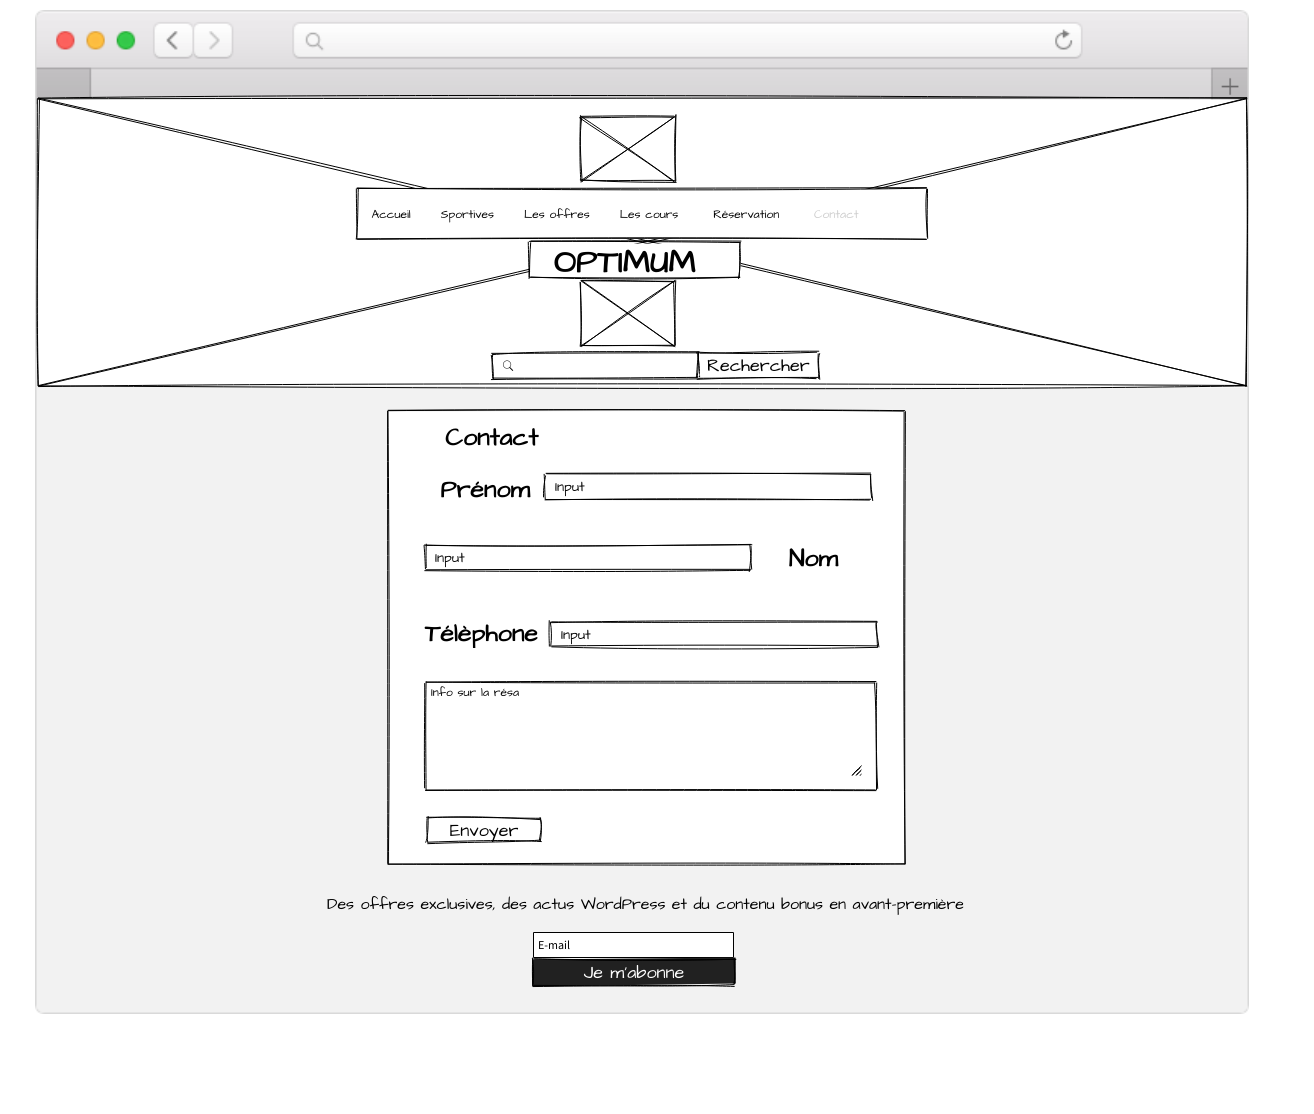 Accueil Sportives Les offres Les cours Réservation Contact
OPTIMUM
Rechercher
Contact
Prénom Input
Input Nom
Télèphone Input
Info sur la résa
Envoyer
Des offres exclusives, des actus WordPress et du contenu bonus en avant-première
E-mail
Je m'abonne